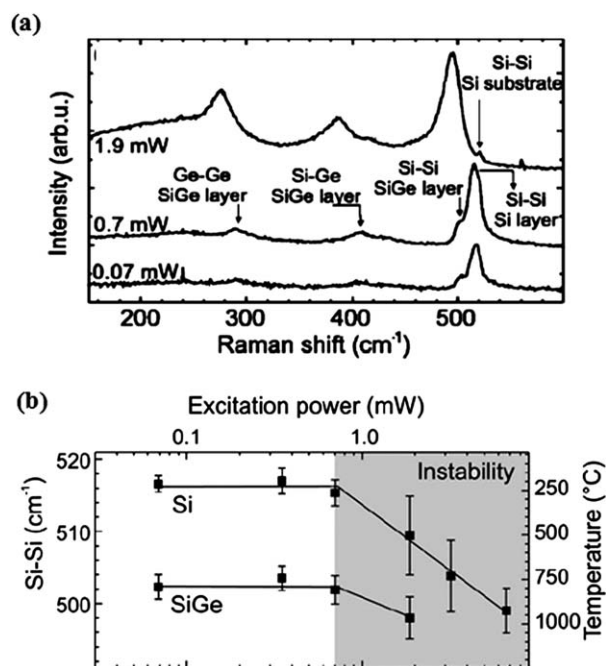 (a)
Intensity (arb.u.)
1.9 mW
0.7 mW
0.07 mW
Ge-Ge
SiGe layer
Si-Ge
SiGe layer
Si-Si
SiGe layer
Si-Si
Si substrate
Si-Si
Si layer
200 300 400 500
Raman shift (cm-1)
(b)
Excitation power (mW)
0.1 1.0
Si-Si (cm-1)
520
510
500
Si
SiGe
Instability
250
500
750
1000
Temperature (°C)